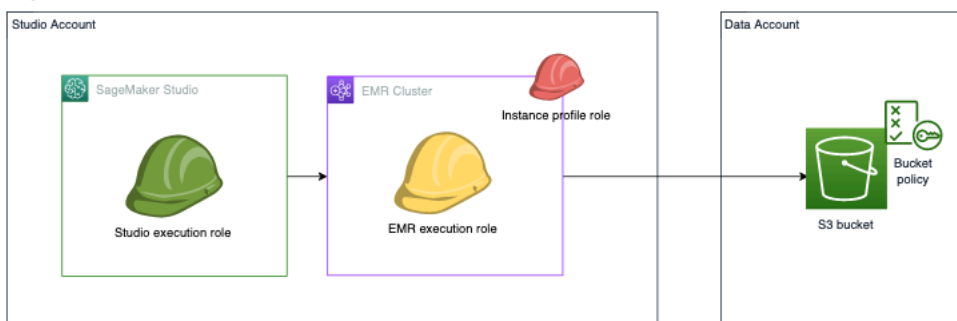 Studio Account
Data Account
SageMaker Studio
EMR Cluster
Instance profile role
Studio execution role
EMR execution role
Bucket
policy
S3 bucket